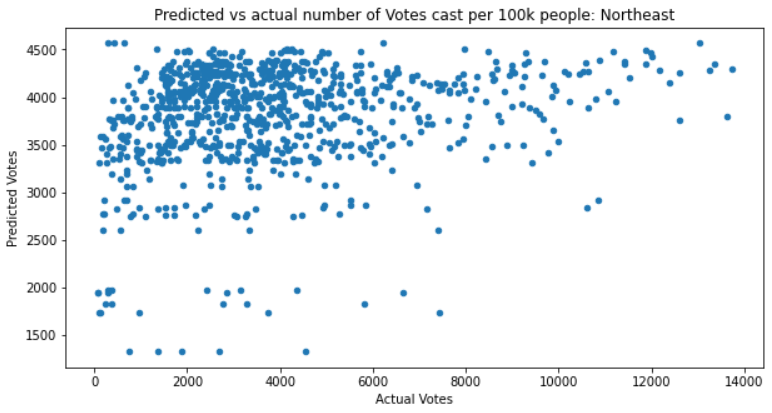 Predicted vs actual number of Votes cast per 100k people: Northeast
4500
4000
3500
3000
2500
2000
1500
Predicted Votes
0 2000 4000 6000 8000 10000 12000 14000
Actual Votes